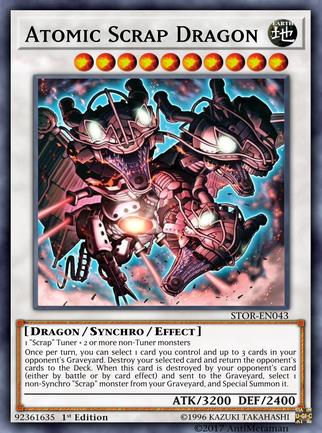 ATOMIC SCRAP DRAGON
EARTH
地
STOR-EN043
[DRAGON / SYNCHRO / EFFECT]
1 "Scrap" Tuner + 2 or more non-Tuner monsters
Once per turn, you can select 1 card you control and up to 3 cards in your
opponent's Graveyard. Destroy your selected card and return the opponent's
cards to the Deck. When this card is destroyed by your opponent's card
(either by battle or by card effect) and sent to the Graveyard, select 1
non-Synchro "Scrap" monster from your Graveyard, and Special Summon it.
ATK/3200 DEF/2400
92361635 1st Edition ©1996 KAZUKI TAKAHASHI
©2017 AntiMetaman